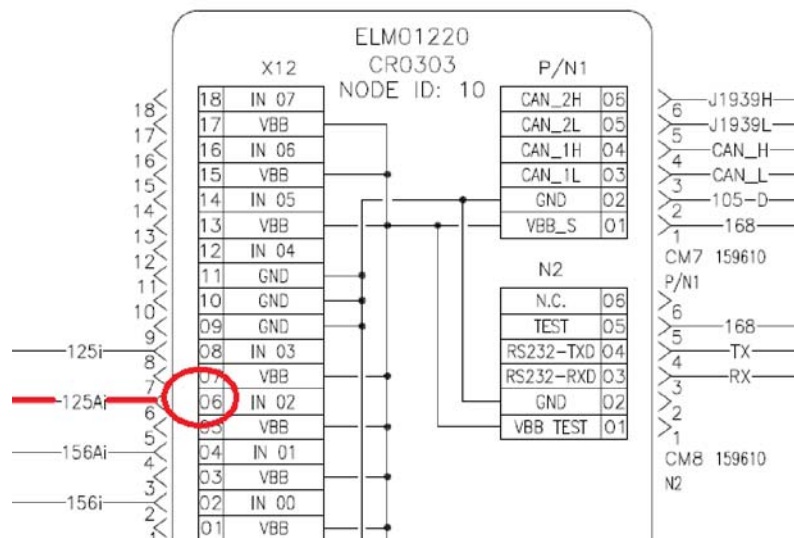 ELM01220
CR0303
NODE ID: 10
X12
18 18 IN 07
17 17 VBB
16 16 IN 06
15 15 VBB
14 14 IN 05
13 13 VBB
12 12 IN 04
11 11 GND
10 10 GND
9 09 GND
125i 8 08 IN 03
7 07 VBB
125Ai 6 06 IN 02
5 05 VBB
156Ai 4 04 IN 01
3 03 VBB
156i 2 02 IN 00
1 01 VBB
P/N1
CAN_2H 06 6 J1939H
CAN_2L 05 5 J1939L
CAN_1H 04 4 CAN_H
CAN_1L 03 3 CAN_L
GND 02 2 105-D
VBB_S 01 1 168
CM7 159610
P/N1
N2
N.C. 06 6
TEST 05 5 168
RS232-TXD 04 4 TX
RS232-RXD 03 3 RX
GND 02 2
VBB TEST 01 1
CM8 159610
N2